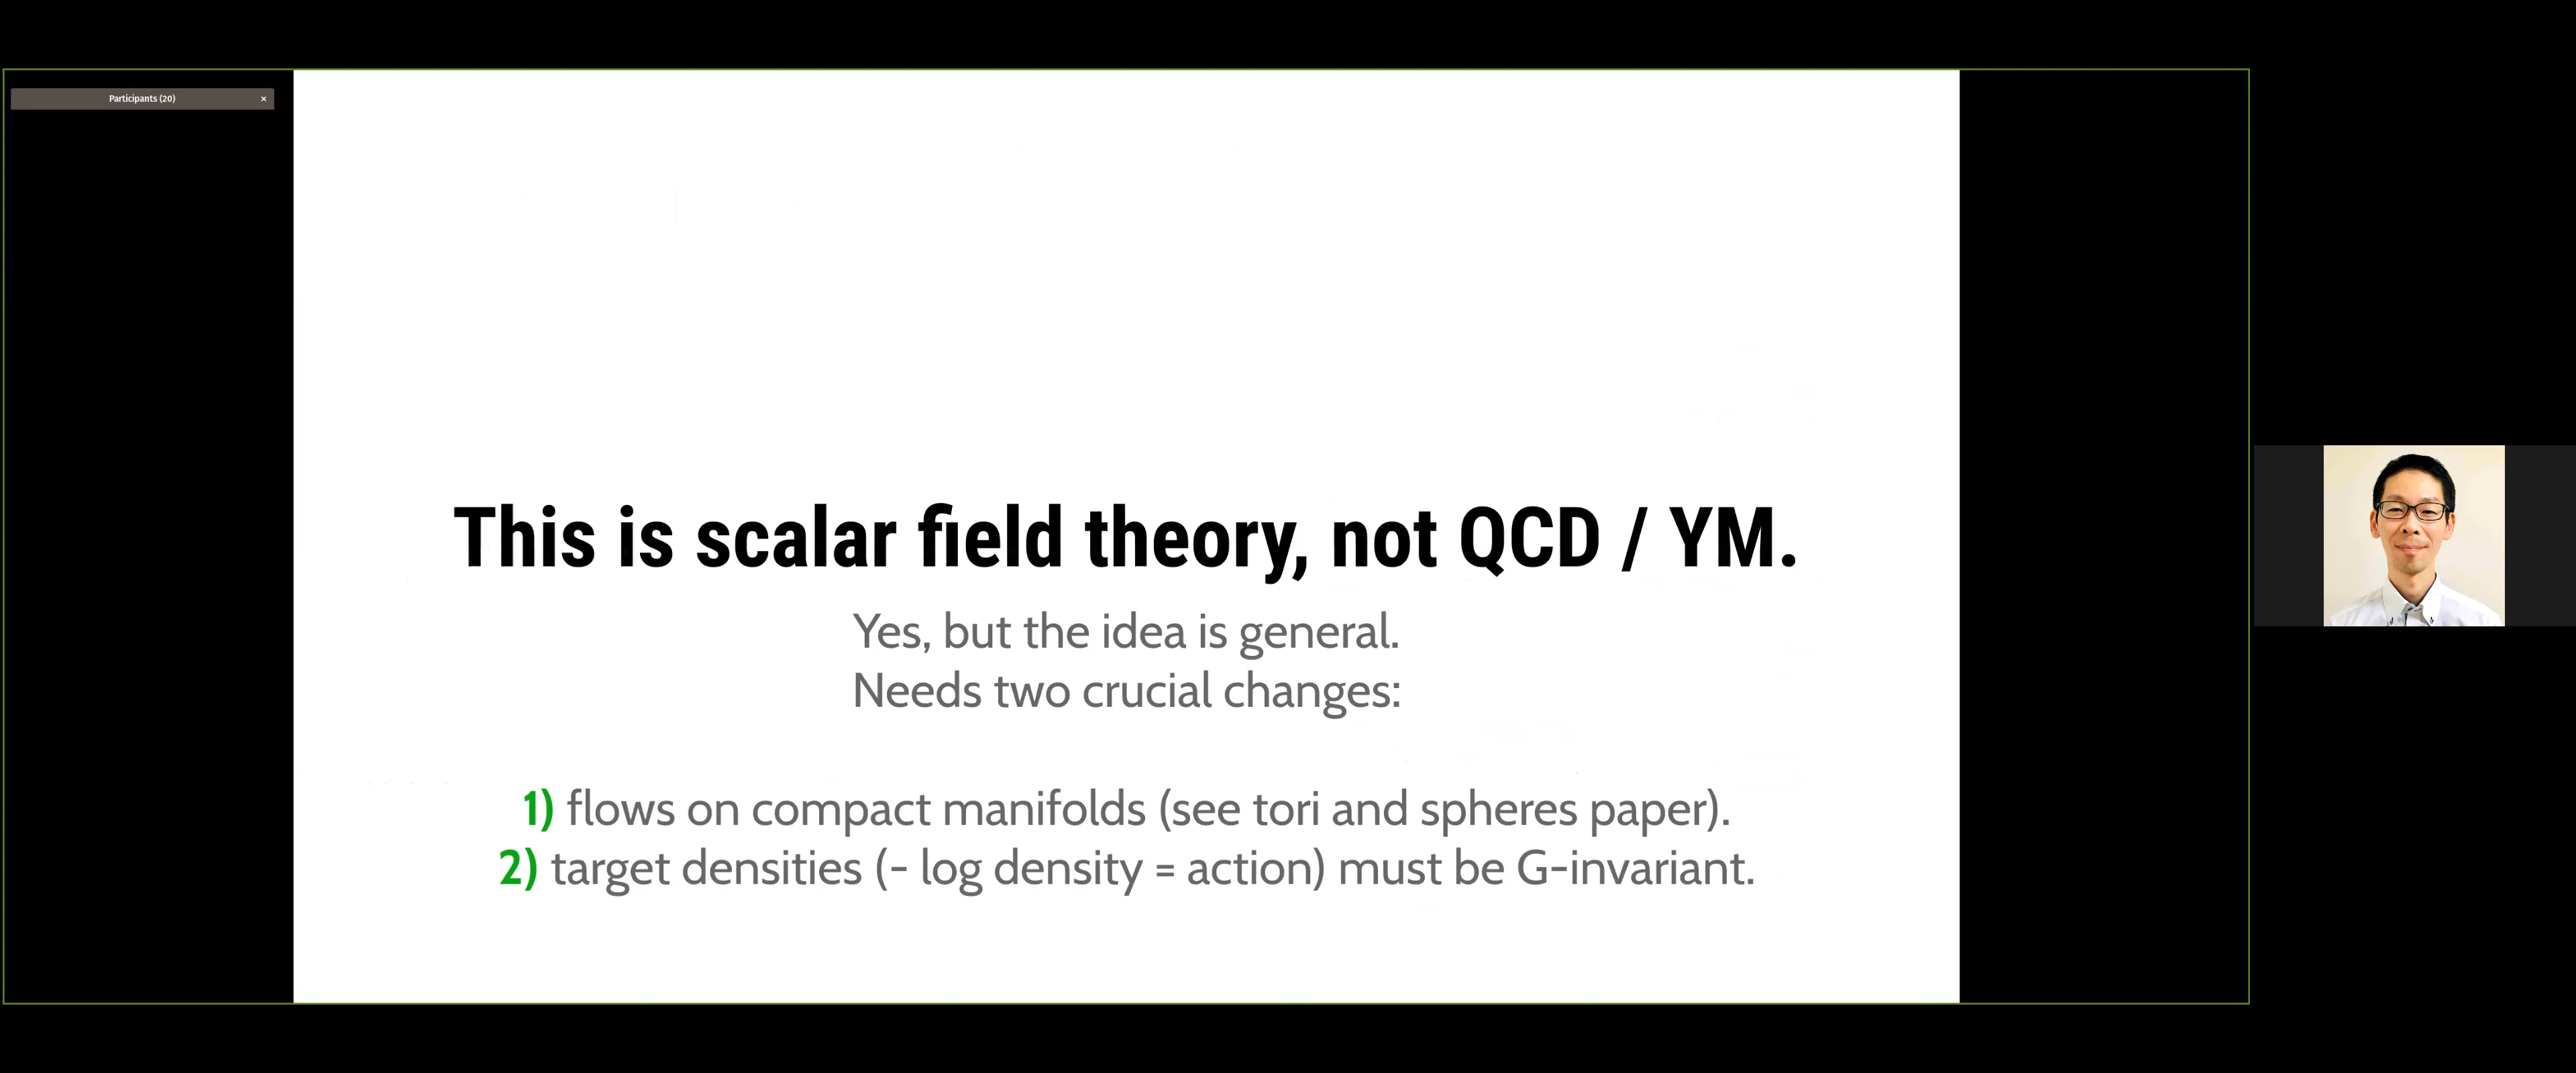 Participants (20)
×
This is scalar field theory, not QCD / YM.
Yes, but the idea is general.
Needs two crucial changes:
1) flows on compact manifolds (see tori and spheres paper).
2) target densities (- log density = action) must be G-invariant.